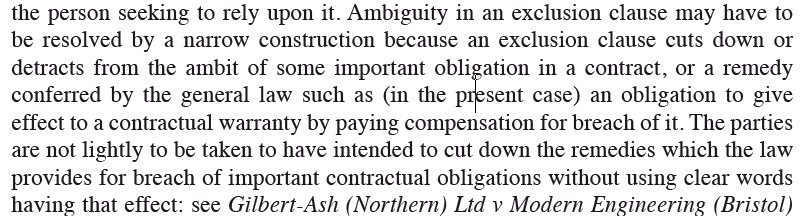 the person seeking to rely upon it. Ambiguity in an exclusion clause may have to
be resolved by a narrow construction because an exclusion clause cuts down or
detracts from the ambit of some important obligation in a contract, or a remedy
conferred by the general law such as (in the present case) an obligation to give
effect to a contractual warranty by paying compensation for breach of it. The parties
are not lightly to be taken to have intended to cut down the remedies which the law
provides for breach of important contractual obligations without using clear words
having that effect: see Gilbert-Ash (Northern) Ltd v Modern Engineering (Bristol)